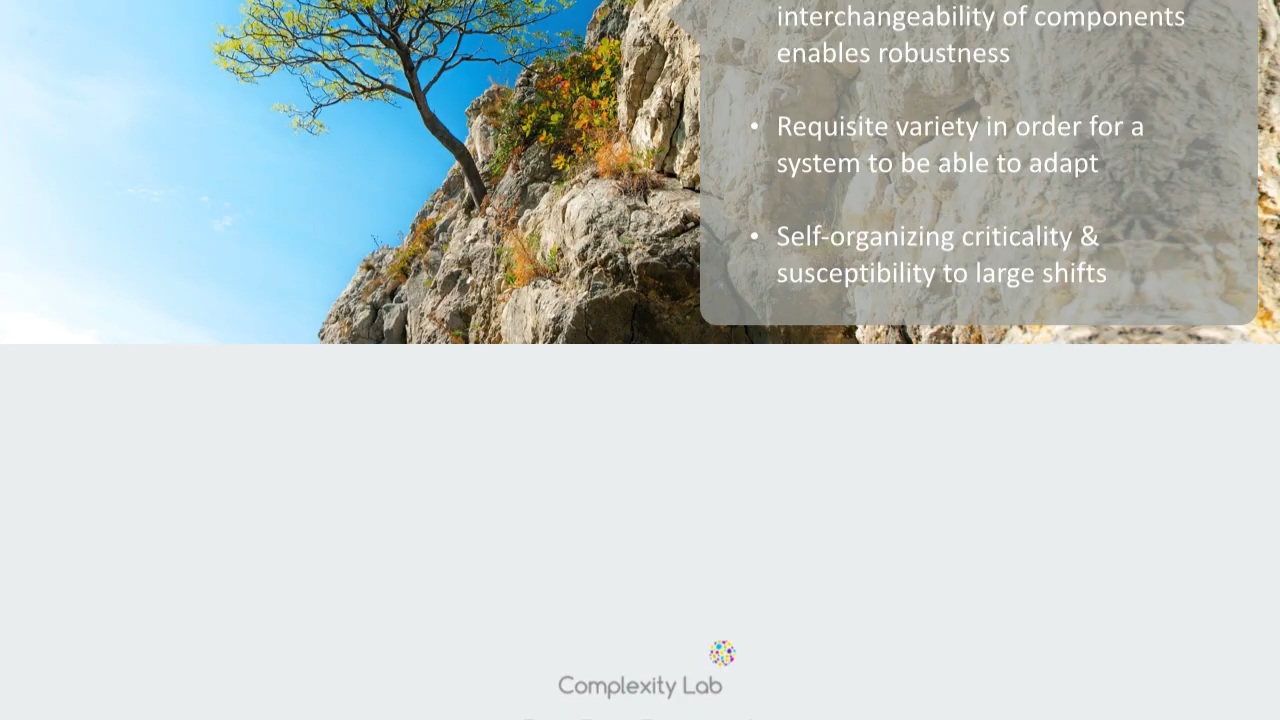 interchangeability of components
enables robustness
• Requisite variety in order for a
system to be able to adapt
• Self-organizing criticality &
susceptibility to large shifts
Complexity Lab